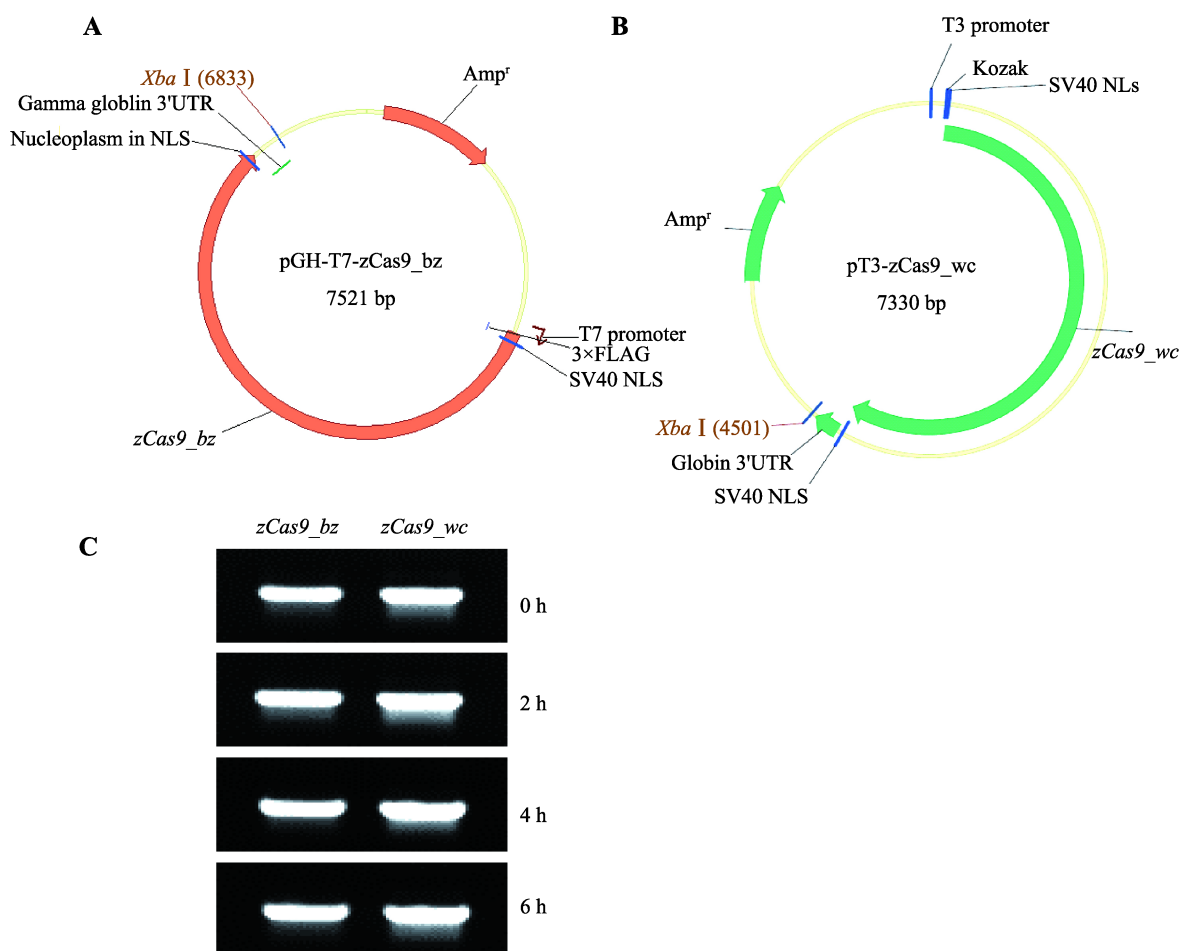 A
Xba I (6833)
Gamma globlin 3'UTR
Nucleoplasm in NLS
Ampʳ
pGH-T7-zCas9_bz
7521 bp
T7 promoter
3×FLAG
SV40 NLS
zCas9_bz
B
T3 promoter
Kozak
SV40 NLs
Ampʳ
pT3-zCas9_wc
7330 bp
zCas9_wc
Xba I (4501)
Globin 3'UTR
SV40 NLS
C
zCas9_bz zCas9_wc
0 h
2 h
4 h
6 h